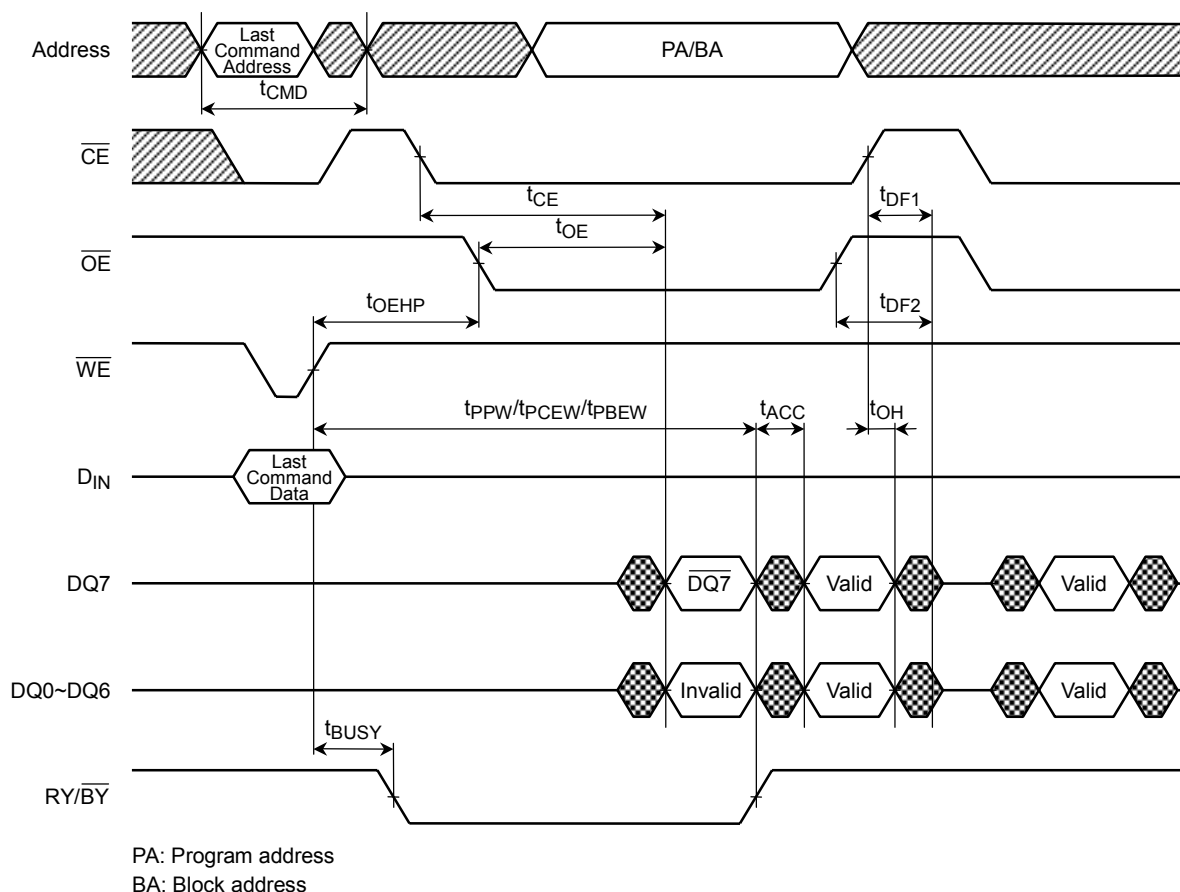 Address
Last
Command
Address
PA/BA
tCMD
CE
tCE
tDF1
tOE
OE
tOEHP
tDF2
WE
tPPW/tPCEW/tPBEW
tACC
tOH
DIN
Last
Command
Data
DQ7
DQ7
Valid
Valid
DQ0~DQ6
Invalid
Valid
Valid
tBUSY
RY/BY
PA: Program address
BA: Block address